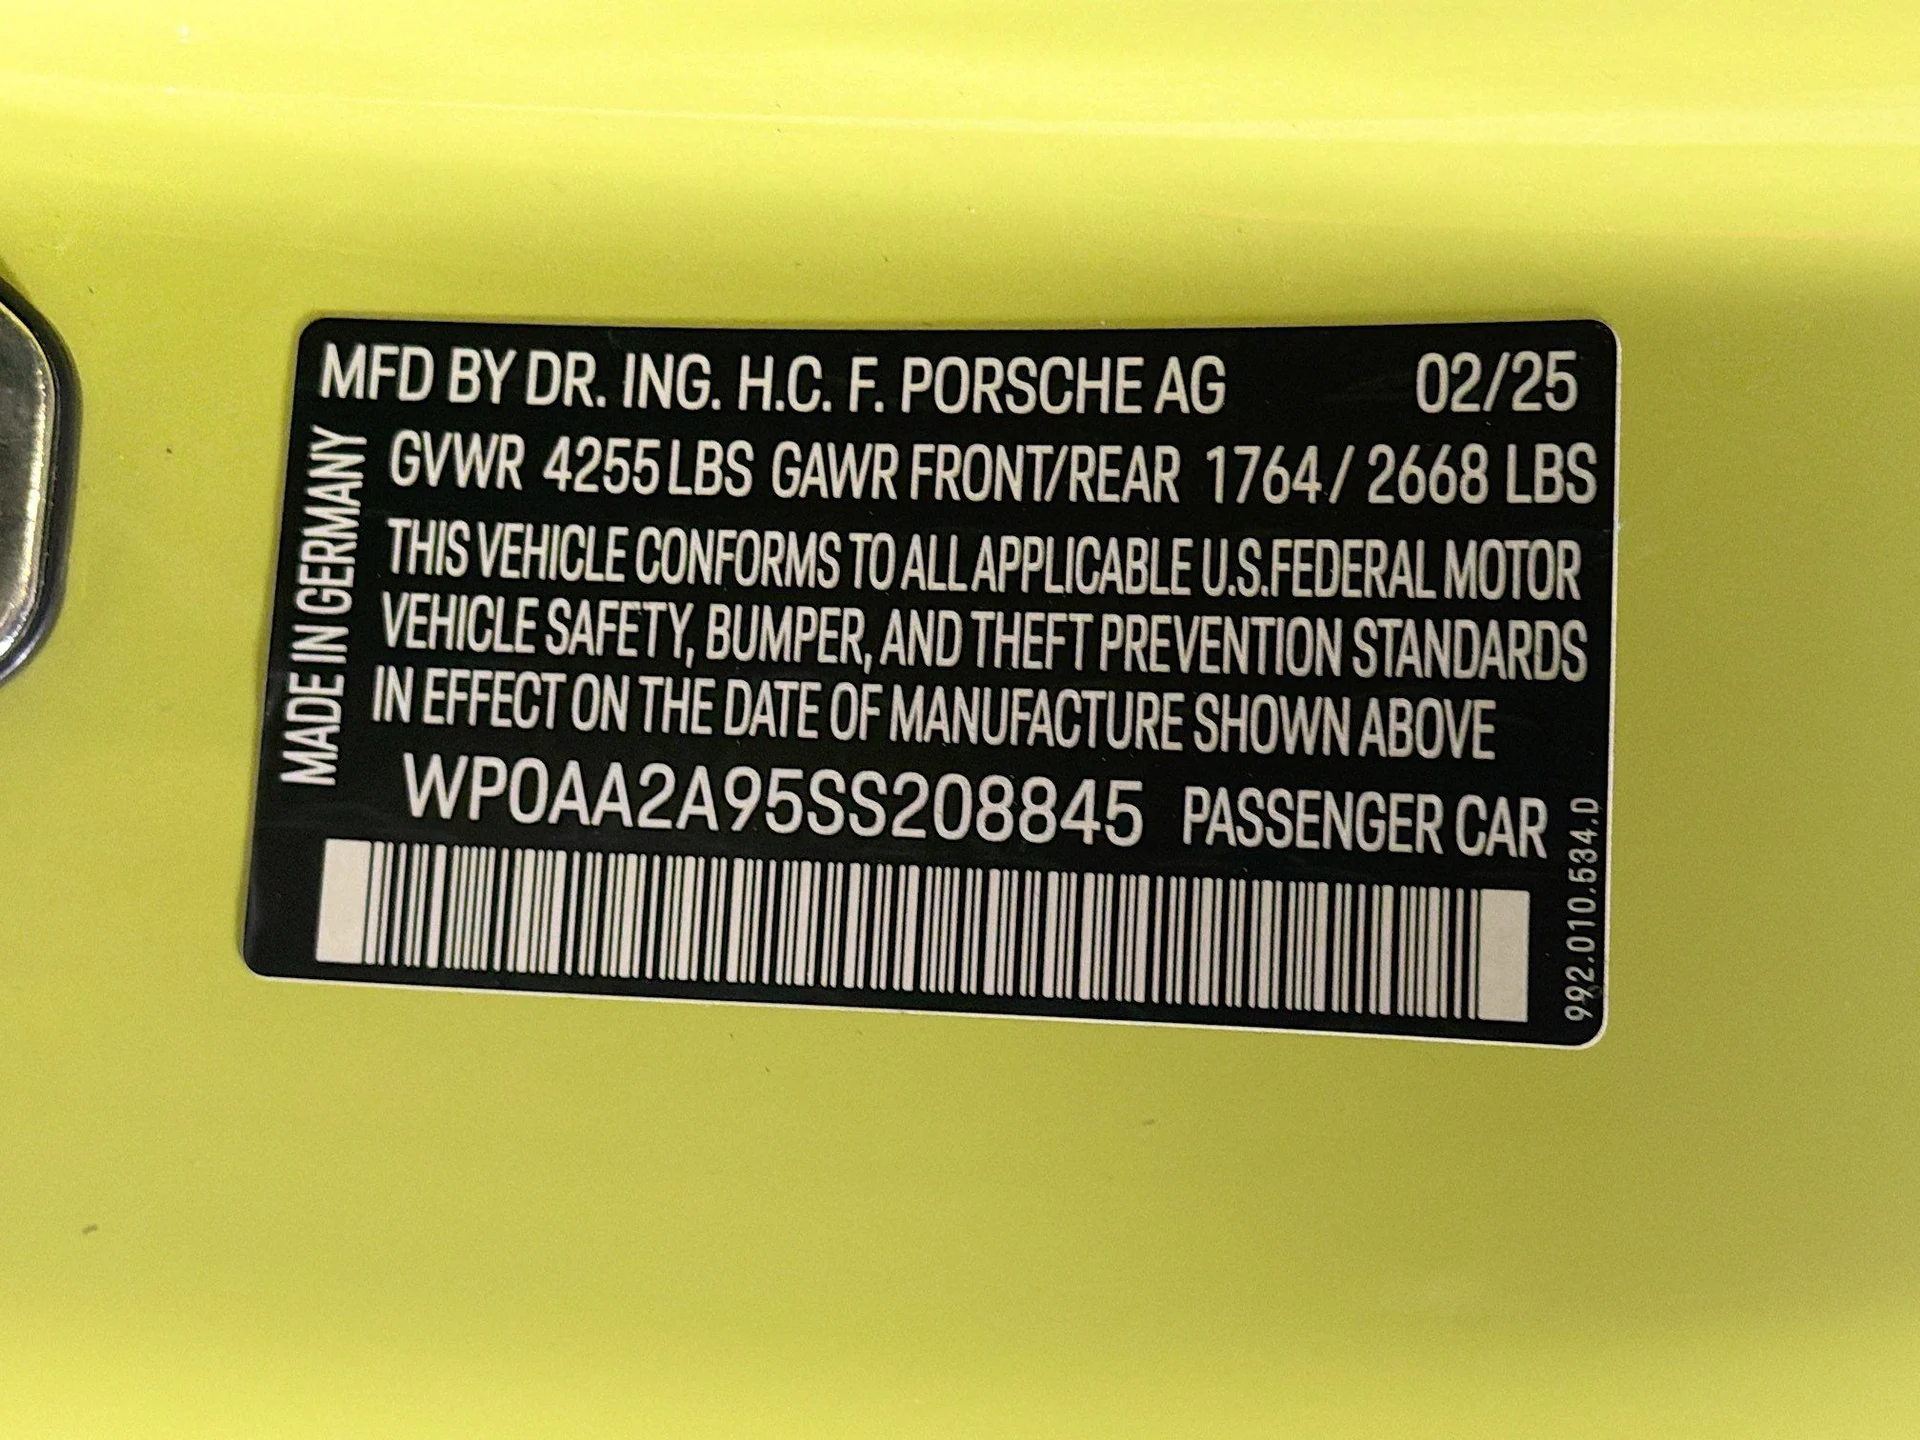 MFD BY DR. ING. H.C. F. PORSCHE AG 02/25
GVWR 4255 LBS GAWR FRONT/REAR 1764 / 2668 LBS
THIS VEHICLE CONFORMS TO ALL APPLICABLE U.S.FEDERAL MOTOR
VEHICLE SAFETY, BUMPER, AND THEFT PREVENTION STANDARDS
IN EFFECT ON THE DATE OF MANUFACTURE SHOWN ABOVE
WP0AA2A95SS208845 PASSENGER CAR
MADE IN GERMANY
992.010.534.D